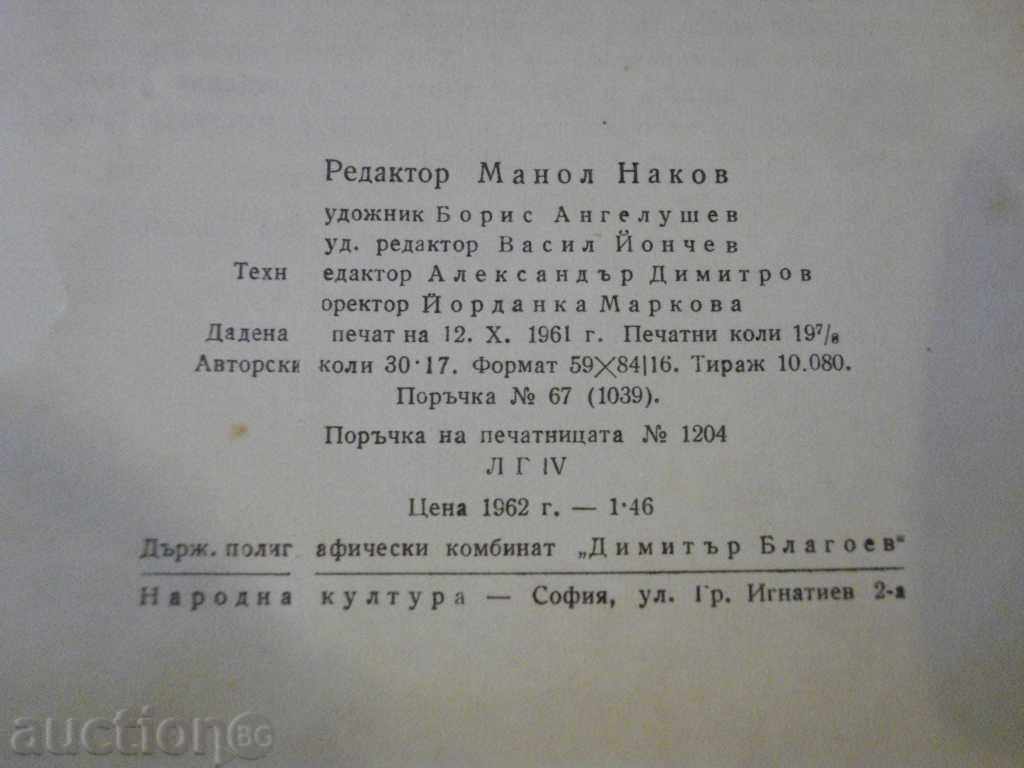 Редактор Манол Наков
удожник Борис Ангелушев
уд. редактор Васил Йончев
Техн едактор Александър Димитров
оректор Йорданка Маркова
Дадена печат на 12. X. 1961 г. Печатни коли 19⁷/₈
Авторски коли 30·17. Формат 59×84|16. Тираж 10.080.
Поръчка № 67 (1039).
Поръчка на печатницата № 1204
Л Г IV
Цена 1962 г. — 1·46
Държ. полиг афически комбинат „Димитър Благоев"
Народна култура — София, ул. Гр. Игнатиев 2-а
auctionBG